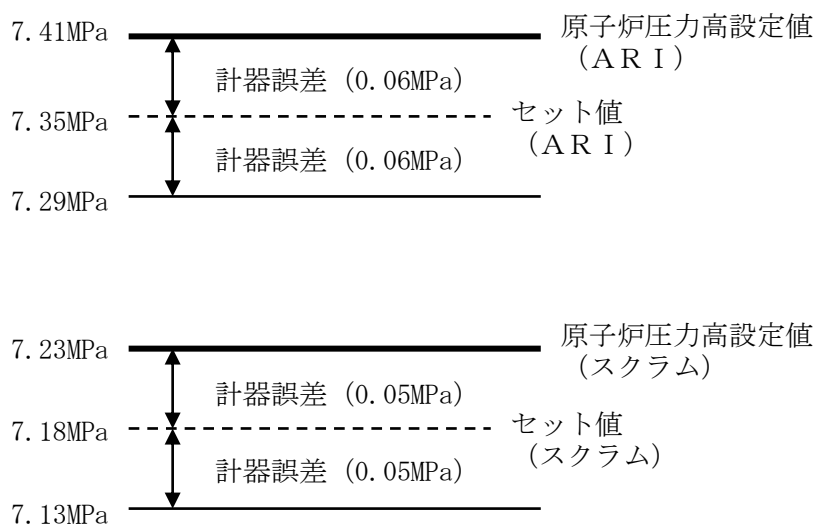 7.41MPa
原子炉圧力高設定値
(ARI)
計器誤差 (0.06MPa)
7.35MPa
セット値
(ARI)
計器誤差 (0.06MPa)
7.29MPa
7.23MPa
原子炉圧力高設定値
(スクラム)
計器誤差 (0.05MPa)
7.18MPa
セット値
(スクラム)
計器誤差 (0.05MPa)
7.13MPa